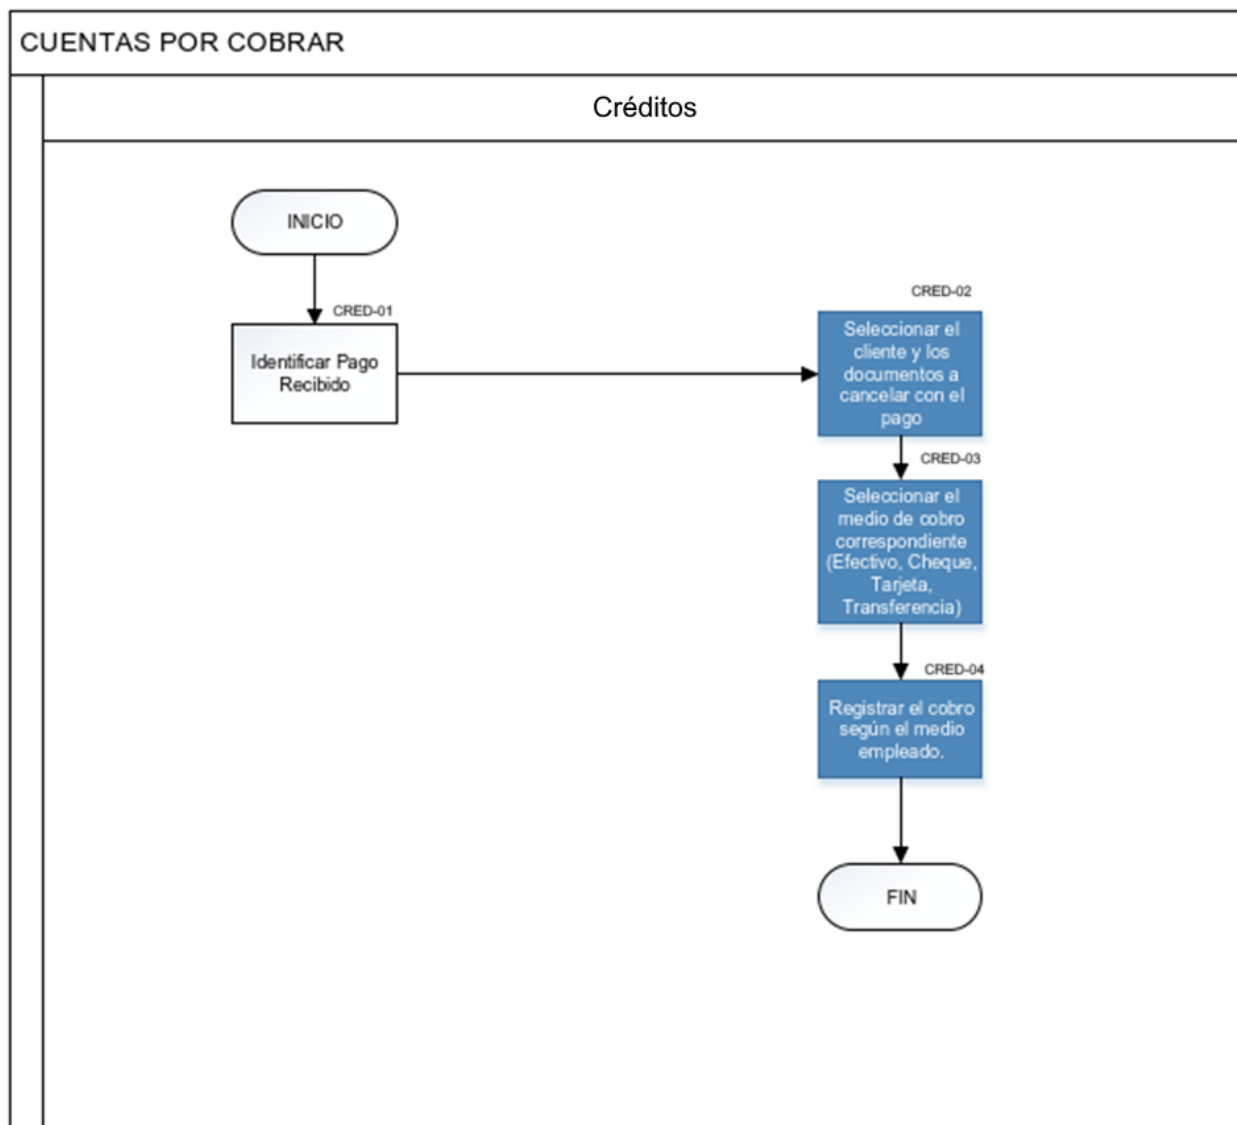 CUENTAS POR COBRAR
Créditos
INICIO
CRED-01
Identificar Pago
Recibido
CRED-02
Seleccionar el
cliente y los
documentos a
cancelar con el
pago
CRED-03
Seleccionar el
medio de cobro
correspondiente
(Efectivo, Cheque,
Tarjeta,
Transferencia)
CRED-04
Registrar el cobro
según el medio
empleado.
FIN